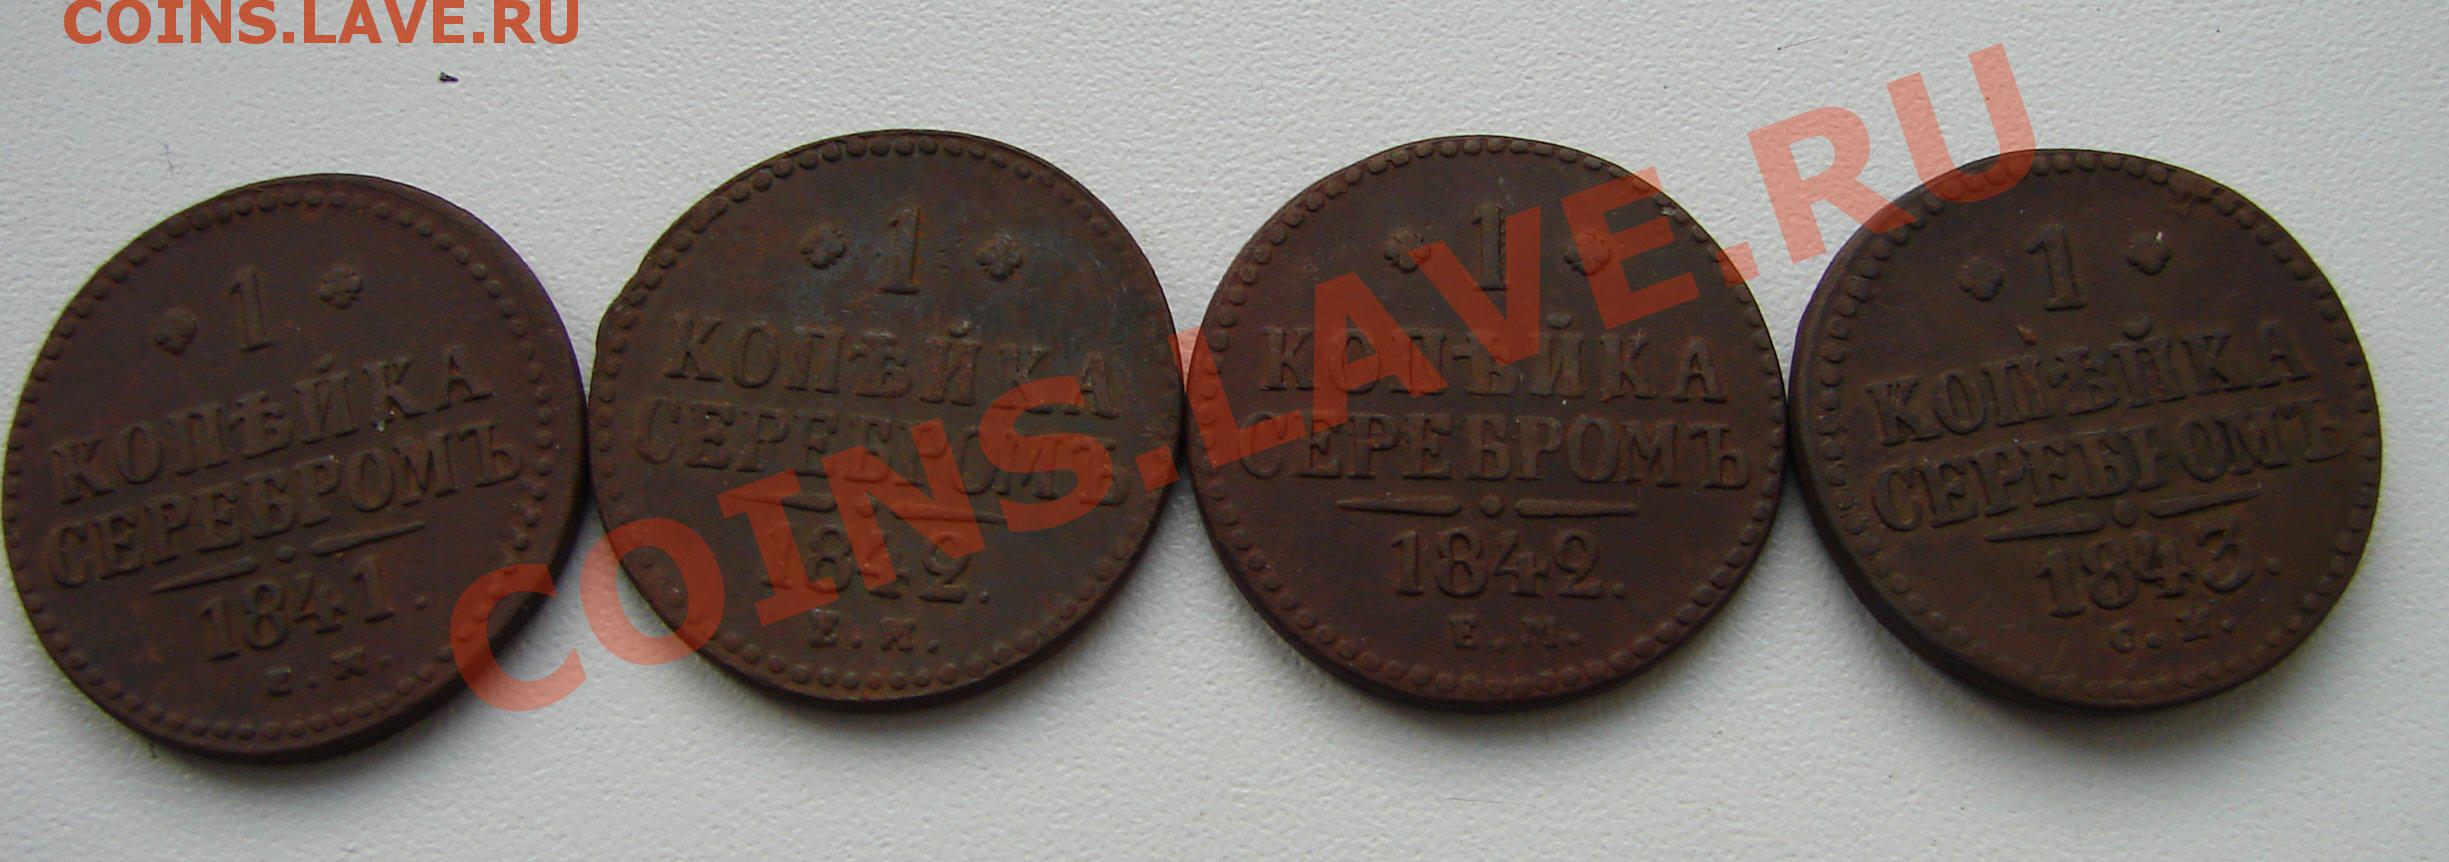 COINS.LAVE.RU
1
КОПѢЙКА
СЕРЕБРОМЪ
1841.
Е.М.
1
КОПѢЙКА
СЕРЕБРОМЪ
1842.
Е.М.
1
КОПѢЙКА
СЕРЕБРОМЪ
1842.
Е.М.
1
КОПѢЙКА
СЕРЕБРОМЪ
1843.
COINS.LAVE.RU